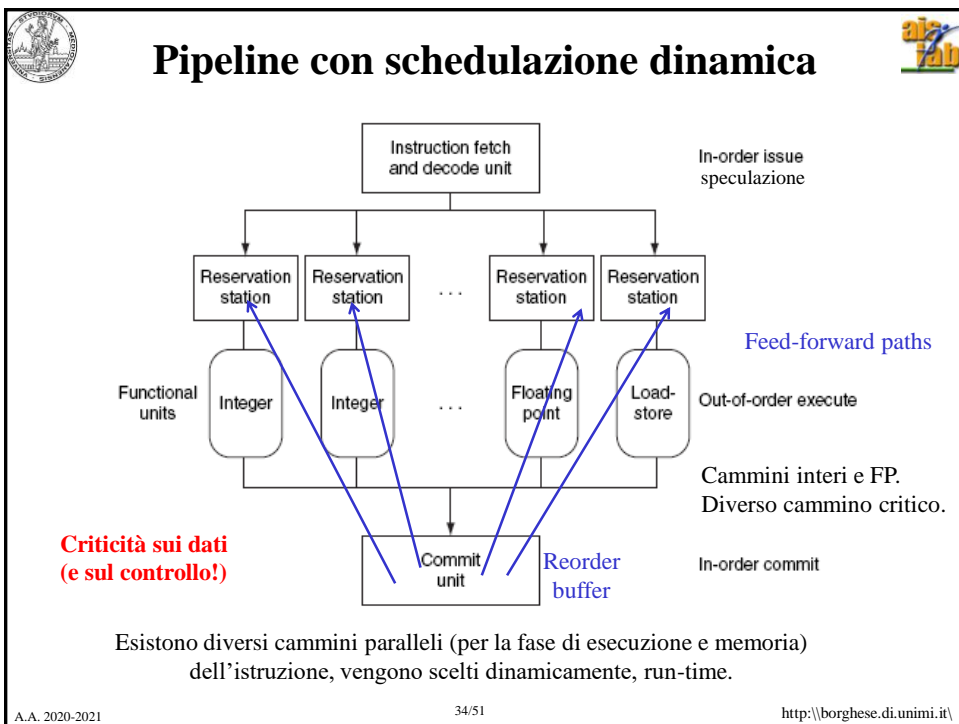 Pipeline con schedulazione dinamica
Instruction fetch
and decode unit
In-order issue
speculazione
Reservation
station
Reservation
station
. . .
Reservation
station
Reservation
station
Feed-forward paths
Functional
units
Integer
Integer
. . .
Floating
point
Load-
store
Out-of-order execute
Cammini interi e FP.
Diverso cammino critico.
Criticità sui dati
(e sul controllo!)
Commit
unit
Reorder
buffer
In-order commit
Esistono diversi cammini paralleli (per la fase di esecuzione e memoria)
dell'istruzione, vengono scelti dinamicamente, run-time.
A.A. 2020-2021
34/51
http:\\borghese.di.unimi.it\